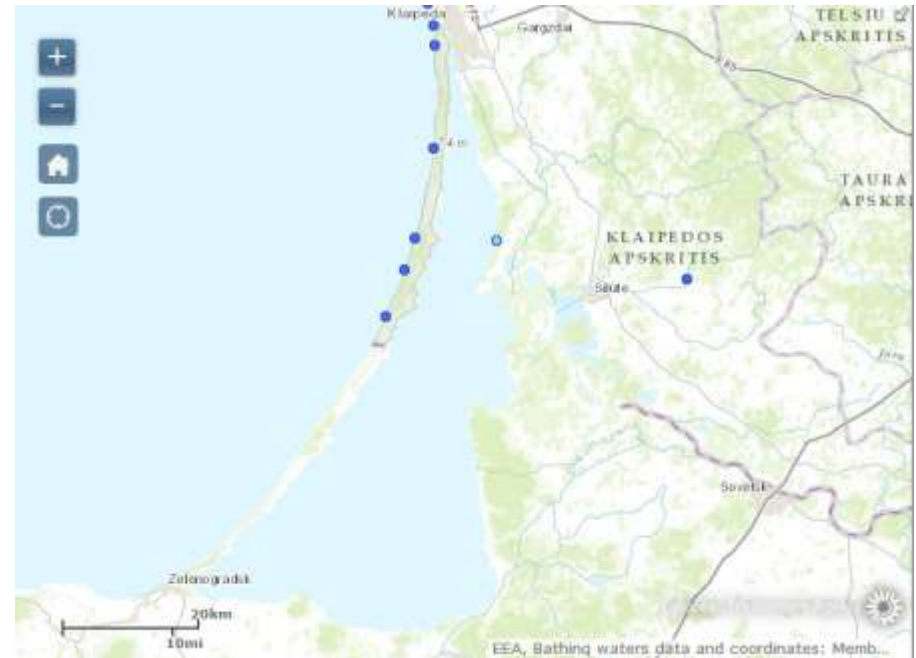 Klaipeda
Gargzdai
TELSIU
APSKRITIS
TAURA
APSKRI
KLAIPEDOS
APSKRITIS
Silute
Sovetsk
Zelenogradsk
20km
10mi
EEA, Bathing waters data and coordinates: Memb...